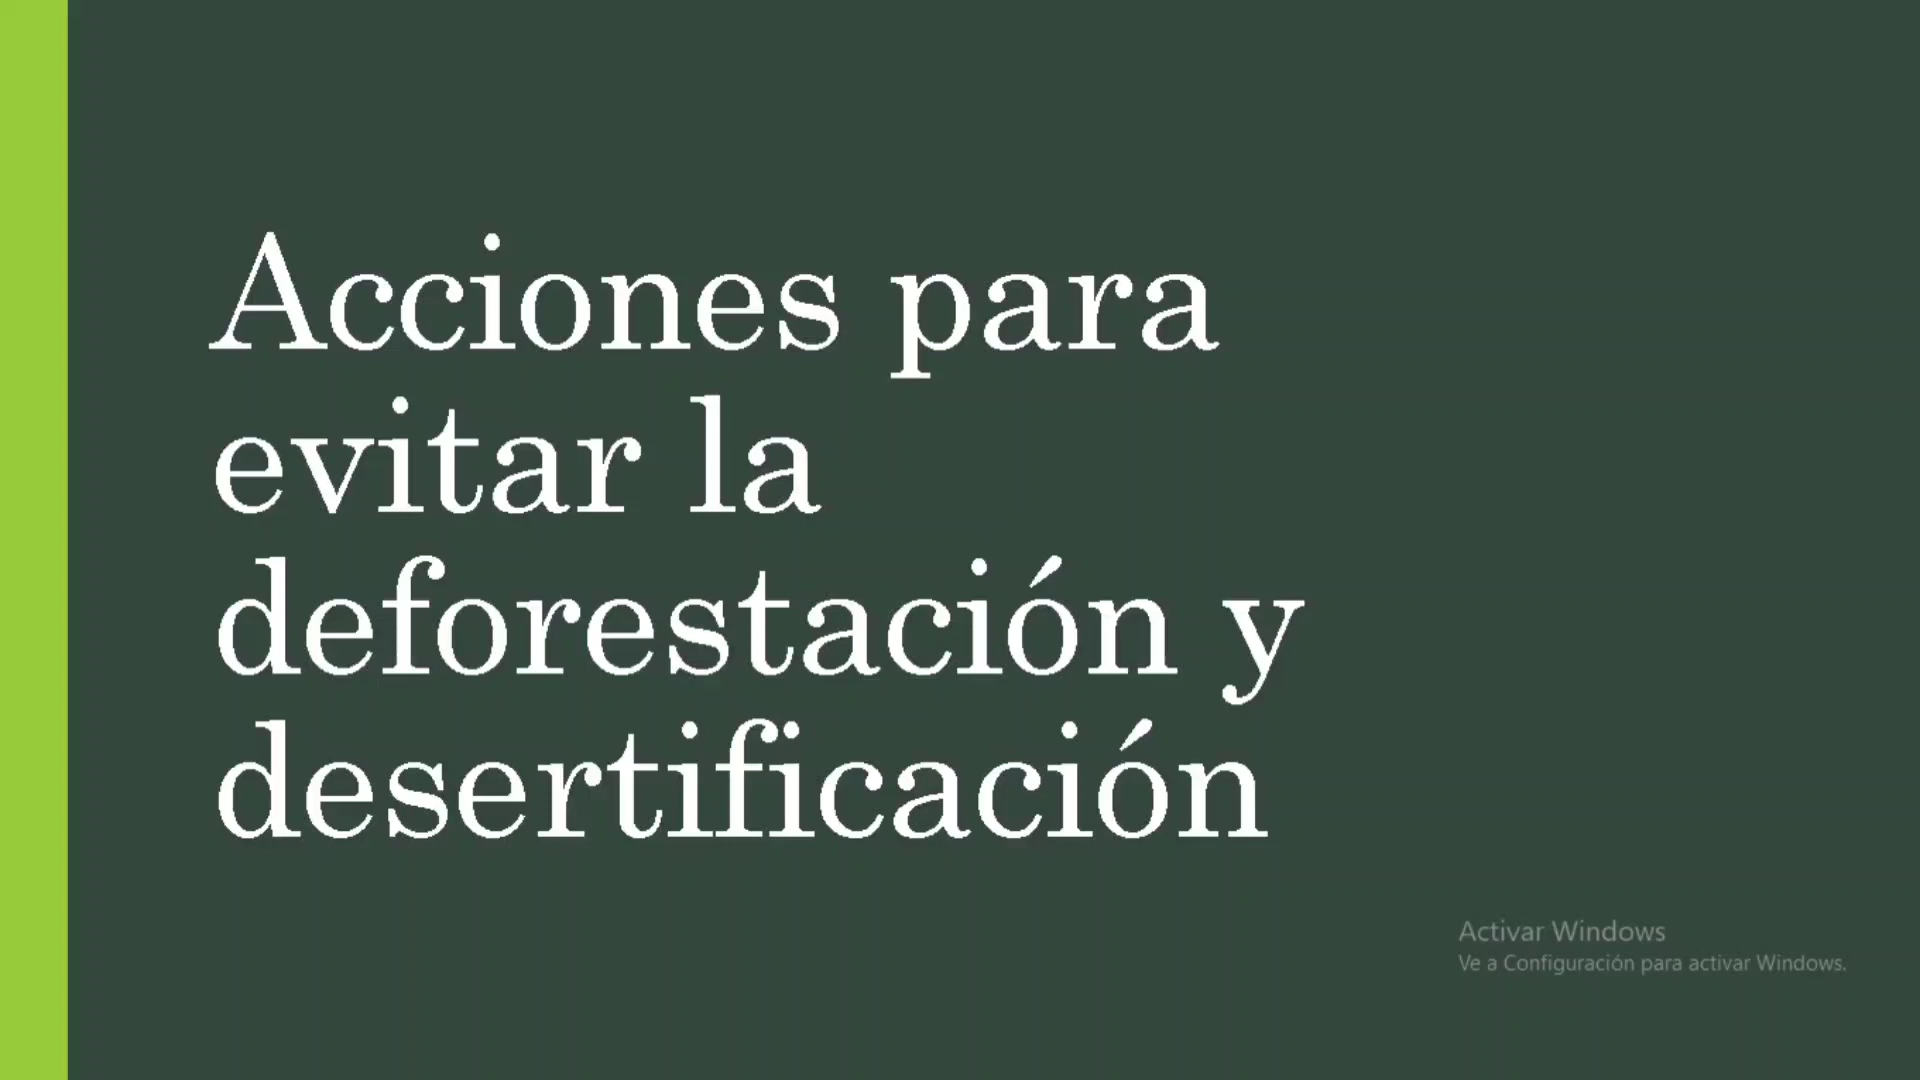 Acciones para
evitar la
deforestación y
desertificación
Activar Windows
Ve a Configuración para activar Windows.